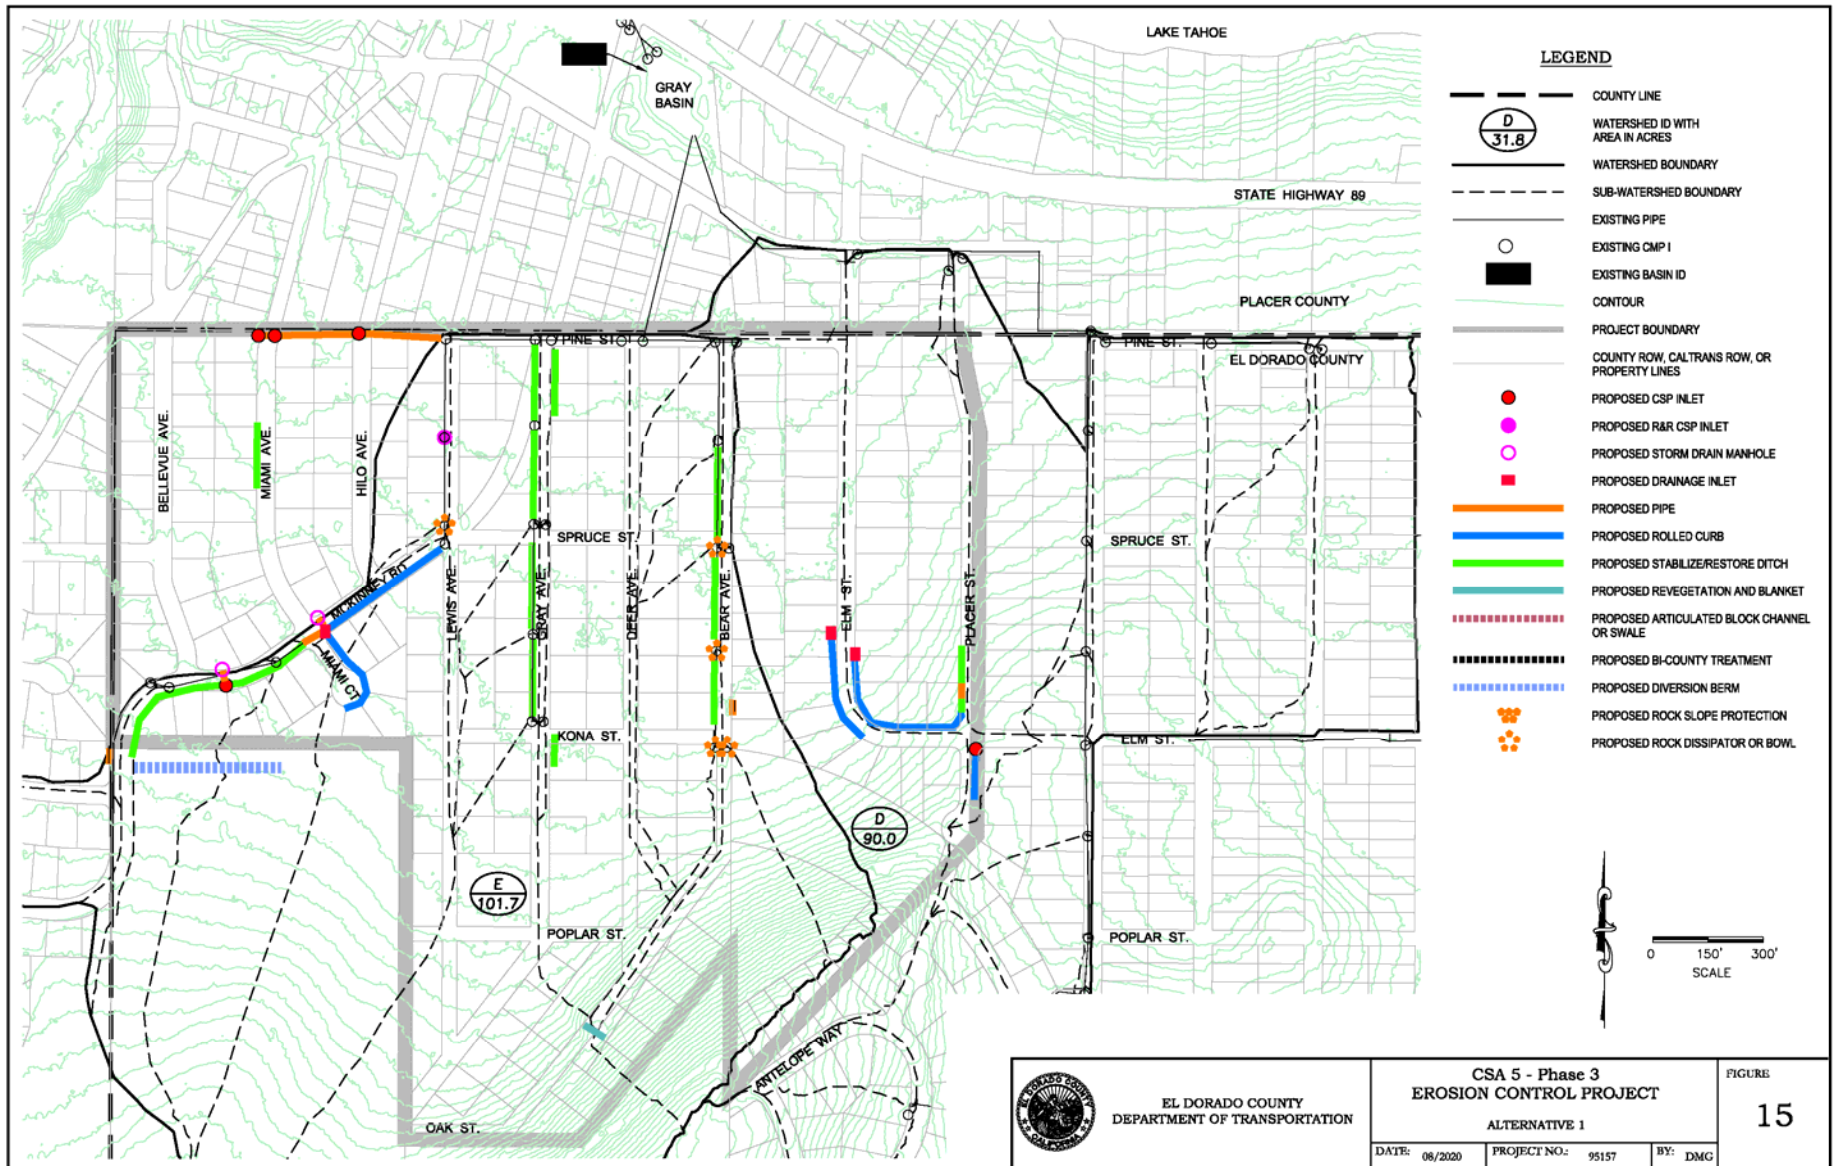 LAKE TAHOE
GRAY
BASIN
STATE HIGHWAY 89
PLACER COUNTY
PINE ST.
PINE ST.
EL DORADO COUNTY
BELLEVUE AVE.
MIAMI AVE.
HILO AVE.
SPRUCE ST.
SPRUCE ST.
MCKINNEY RD
LEWIS AVE.
GRAY AVE.
DEER AVE.
BEAR AVE.
ELM ST.
PLACER ST.
MIAMI CT
KONA ST.
ELM ST.
D
90.0
E
101.7
POPLAR ST.
POPLAR ST.
ANTELOPE WAY
OAK ST.
LEGEND
COUNTY LINE
D
31.8
WATERSHED ID WITH
AREA IN ACRES
WATERSHED BOUNDARY
SUB-WATERSHED BOUNDARY
EXISTING PIPE
EXISTING CMP I
EXISTING BASIN ID
CONTOUR
PROJECT BOUNDARY
COUNTY ROW, CALTRANS ROW, OR
PROPERTY LINES
PROPOSED CSP INLET
PROPOSED R&R CSP INLET
PROPOSED STORM DRAIN MANHOLE
PROPOSED DRAINAGE INLET
PROPOSED PIPE
PROPOSED ROLLED CURB
PROPOSED STABILIZE/RESTORE DITCH
PROPOSED REVEGETATION AND BLANKET
PROPOSED ARTICULATED BLOCK CHANNEL
OR SWALE
PROPOSED BI-COUNTY TREATMENT
PROPOSED DIVERSION BERM
PROPOSED ROCK SLOPE PROTECTION
PROPOSED ROCK DISSIPATOR OR BOWL
0 150' 300'
SCALE
EL DORADO COUNTY
CALIFORNIA
EL DORADO COUNTY
DEPARTMENT OF TRANSPORTATION
CSA 5 - Phase 3
EROSION CONTROL PROJECT
ALTERNATIVE 1
DATE: 08/2020
PROJECT NO.: 95157
BY: DMG
FIGURE
15